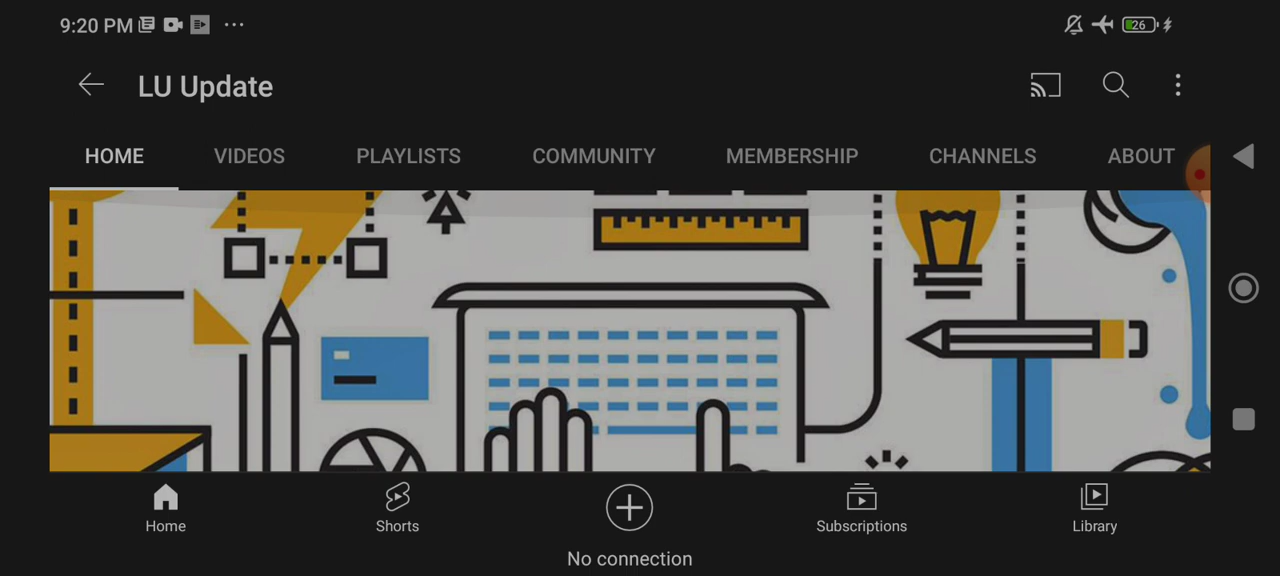 9:20 PM
26
LU Update
HOME VIDEOS PLAYLISTS COMMUNITY MEMBERSHIP CHANNELS ABOUT
Home Shorts Subscriptions Library
No connection